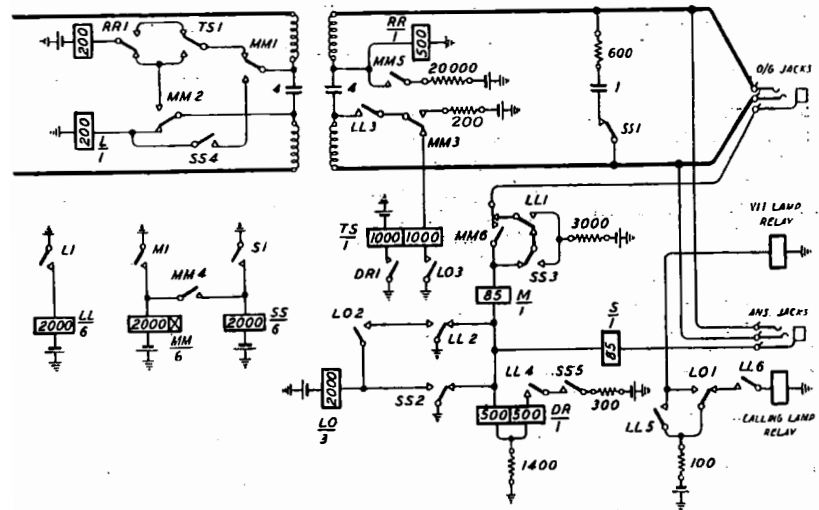 RR1
TS1
MM1
200
MM2
4
200
L
1
SS4
RR
1
500
MM5
20000
4
LL3
200
MM3
600
1
SS1
O/G JACKS
TS
1
1000
1000
DR1
LO3
MM6
LL1
3000
SS3
VII LAMP
RELAY
L1
M1
S1
MM4
2000
LL
6
2000
MM
6
2000
SS
6
85
M
1
S
1
85
ANS. JACKS
LO2
LL2
LL4
SS5
300
LO1
LL6
CALLING LAMP
RELAY
2000
LO
3
SS2
500
500
DR
1
1400
LL5
100